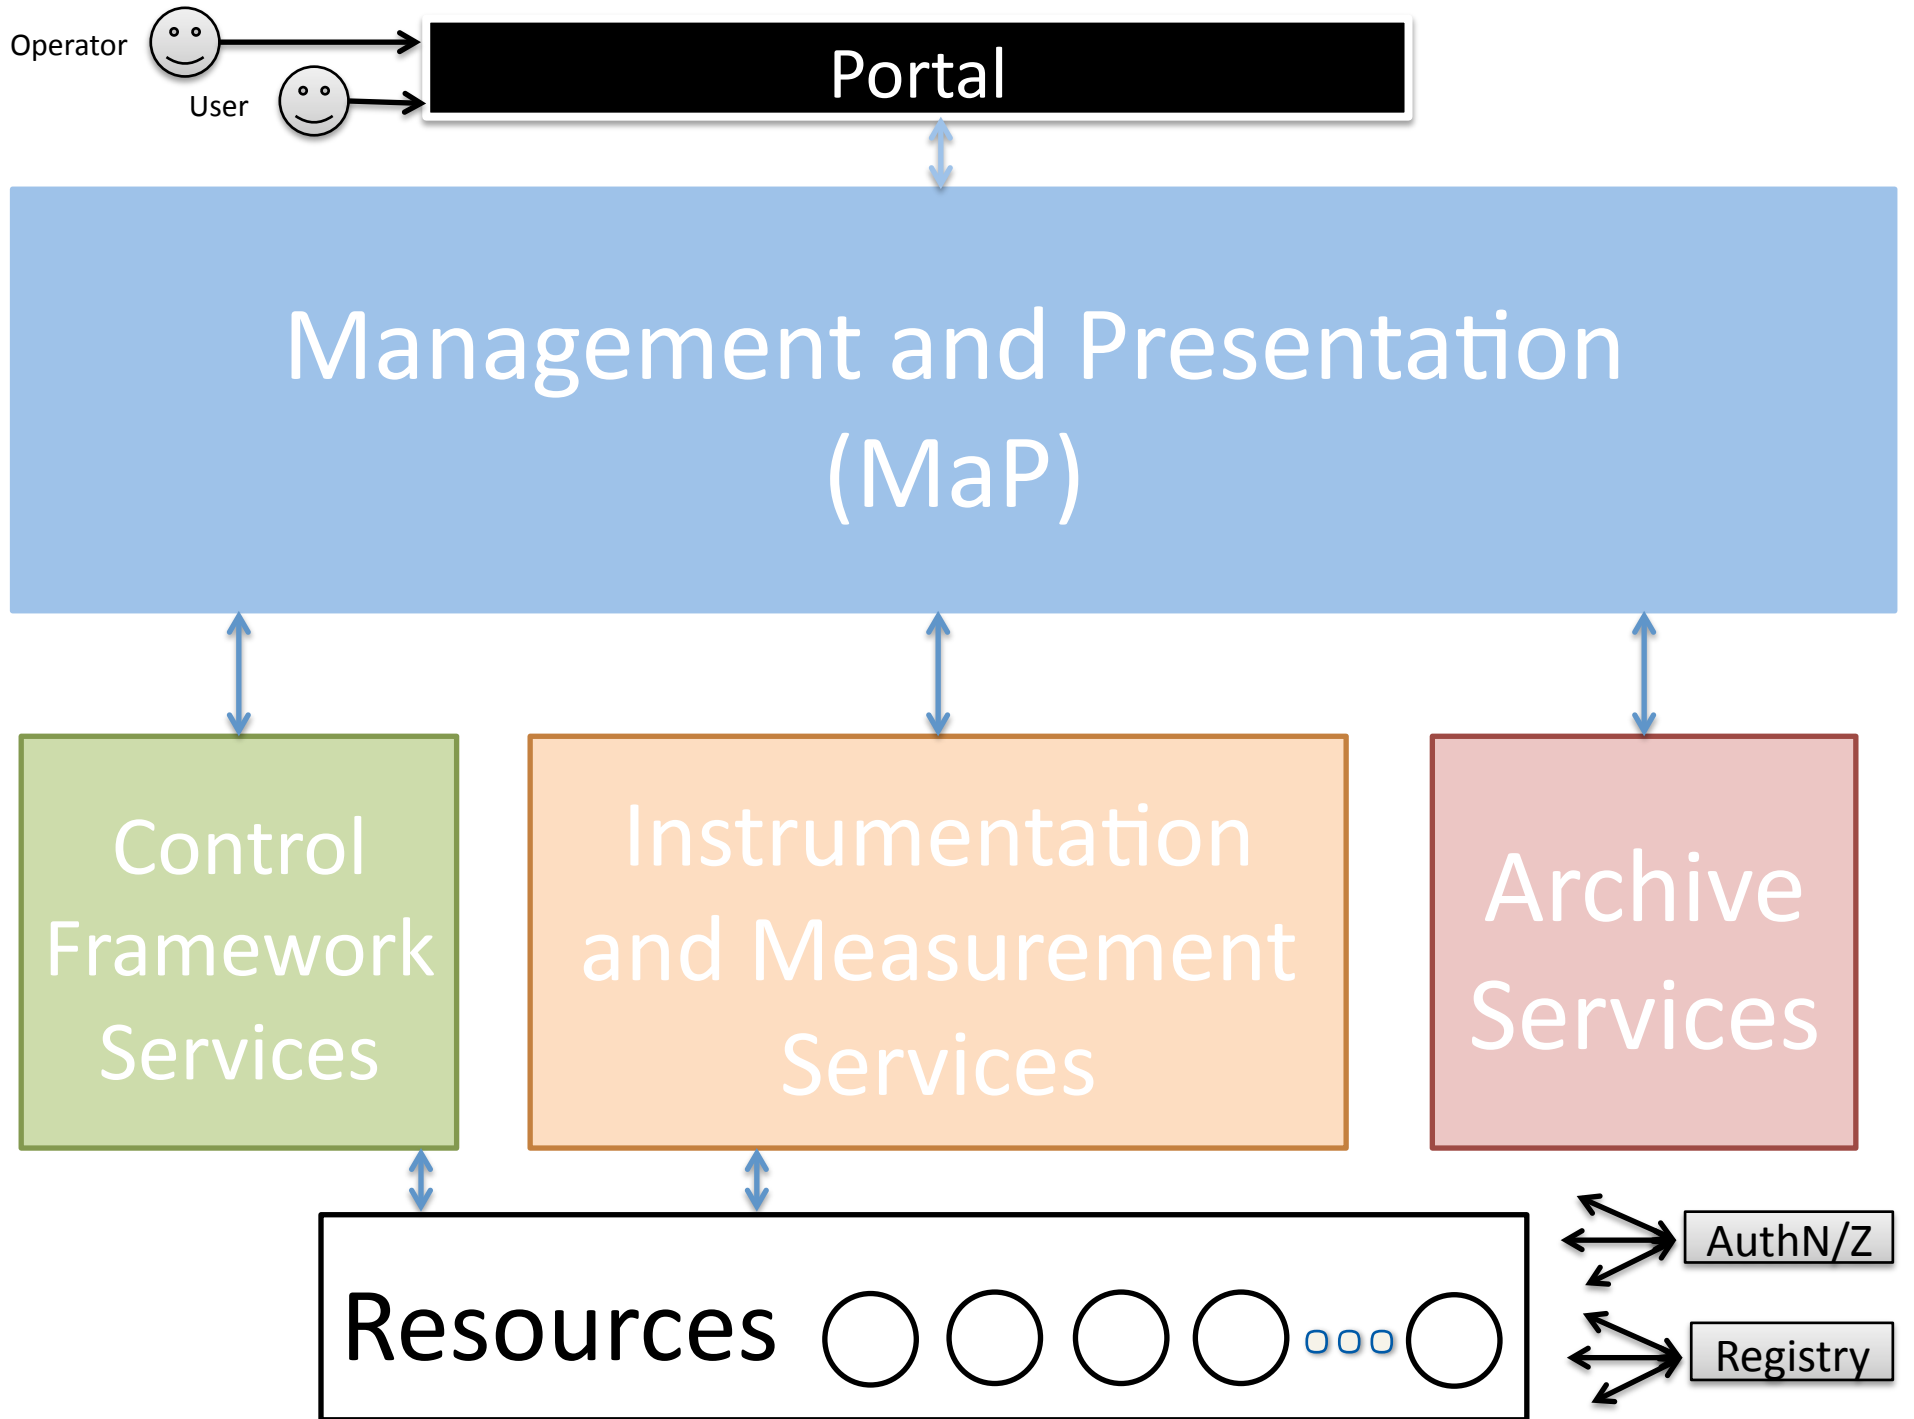 Operator
User
Portal
Management and Presentation
(MaP)
Control
Framework
Services
Instrumentation
and Measurement
Services
Archive
Services
Resources
AuthN/Z
Registry